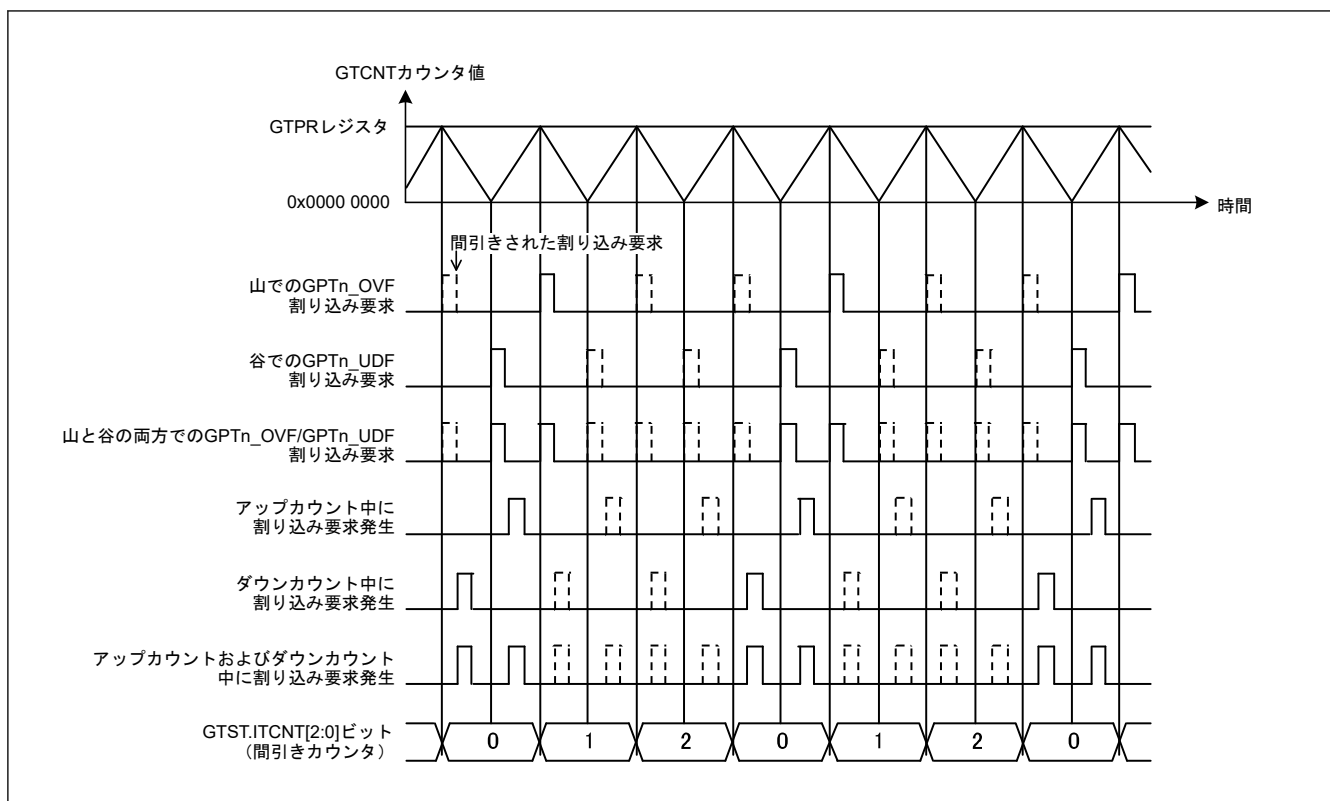 GTCNTカウンタ値
GTPRレジスタ
0x0000 0000
時間
間引きされた割り込み要求
山でのGPTn_OVF
割り込み要求
谷でのGPTn_UDF
割り込み要求
山と谷の両方でのGPTn_OVF/GPTn_UDF
割り込み要求
アップカウント中に
割り込み要求発生
ダウンカウント中に
割り込み要求発生
アップカウントおよびダウンカウント
中に割り込み要求発生
GTST.ITCNT[2:0]ビット
（間引きカウンタ）
0 1 2 0 1 2 0